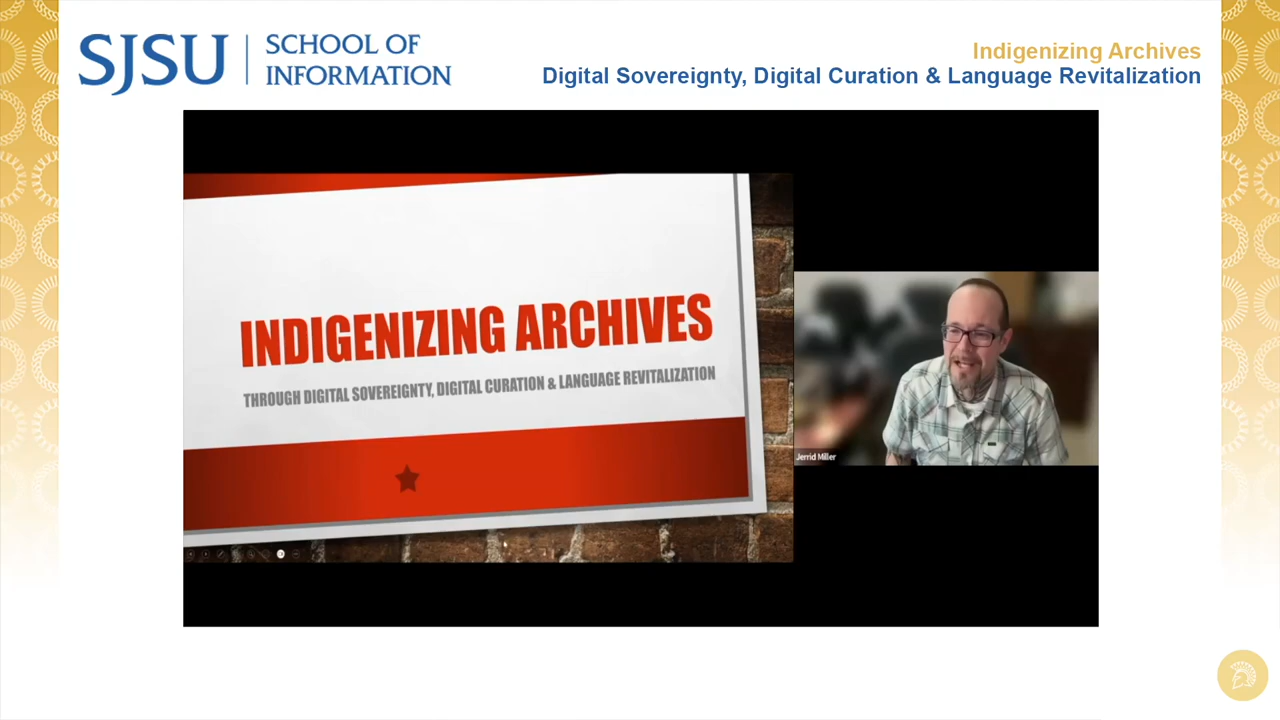 SJSU
SCHOOL OF
INFORMATION
Indigenizing Archives
Digital Sovereignty, Digital Curation & Language Revitalization
INDIGENIZING ARCHIVES
THROUGH DIGITAL SOVEREIGNTY, DIGITAL CURATION & LANGUAGE REVITALIZATION
Jerrid Miller